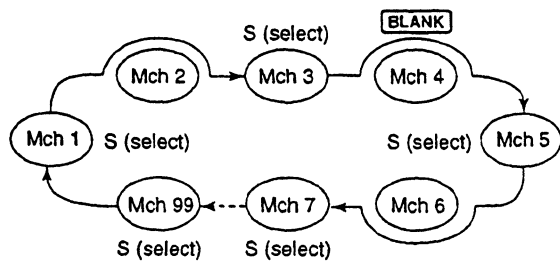 S (select)
BLANK
Mch 2
Mch 3
Mch 4
Mch 1
S (select)
S (select)
Mch 5
Mch 99
Mch 7
Mch 6
S (select)
S (select)